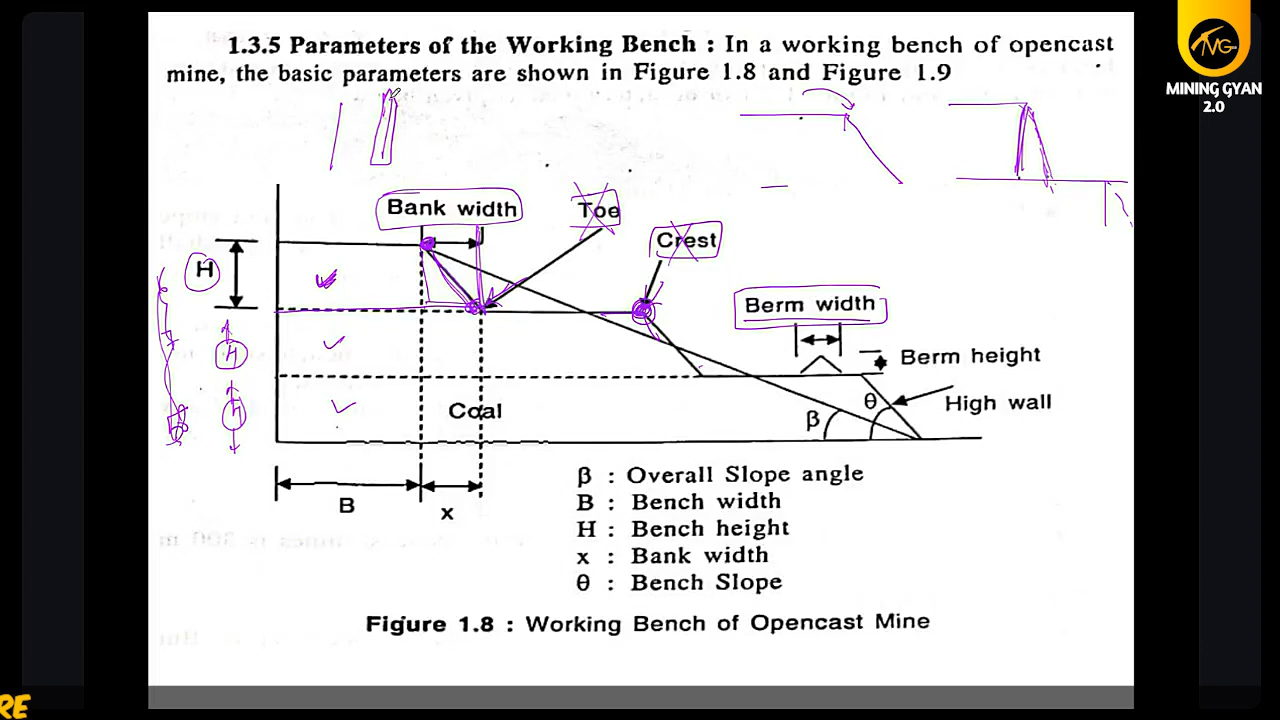 1.3.5 Parameters of the Working Bench : In a working bench of opencast
mine, the basic parameters are shown in Figure 1.8 and Figure 1.9
MINING GYAN
2.0
Bank width
Toe
Crest
H
Berm width
Berm height
H
H
Coal
θ
High wall
β
B
x
β : Overall Slope angle
B : Bench width
H : Bench height
x : Bank width
θ : Bench Slope
Figure 1.8 : Working Bench of Opencast Mine
RE